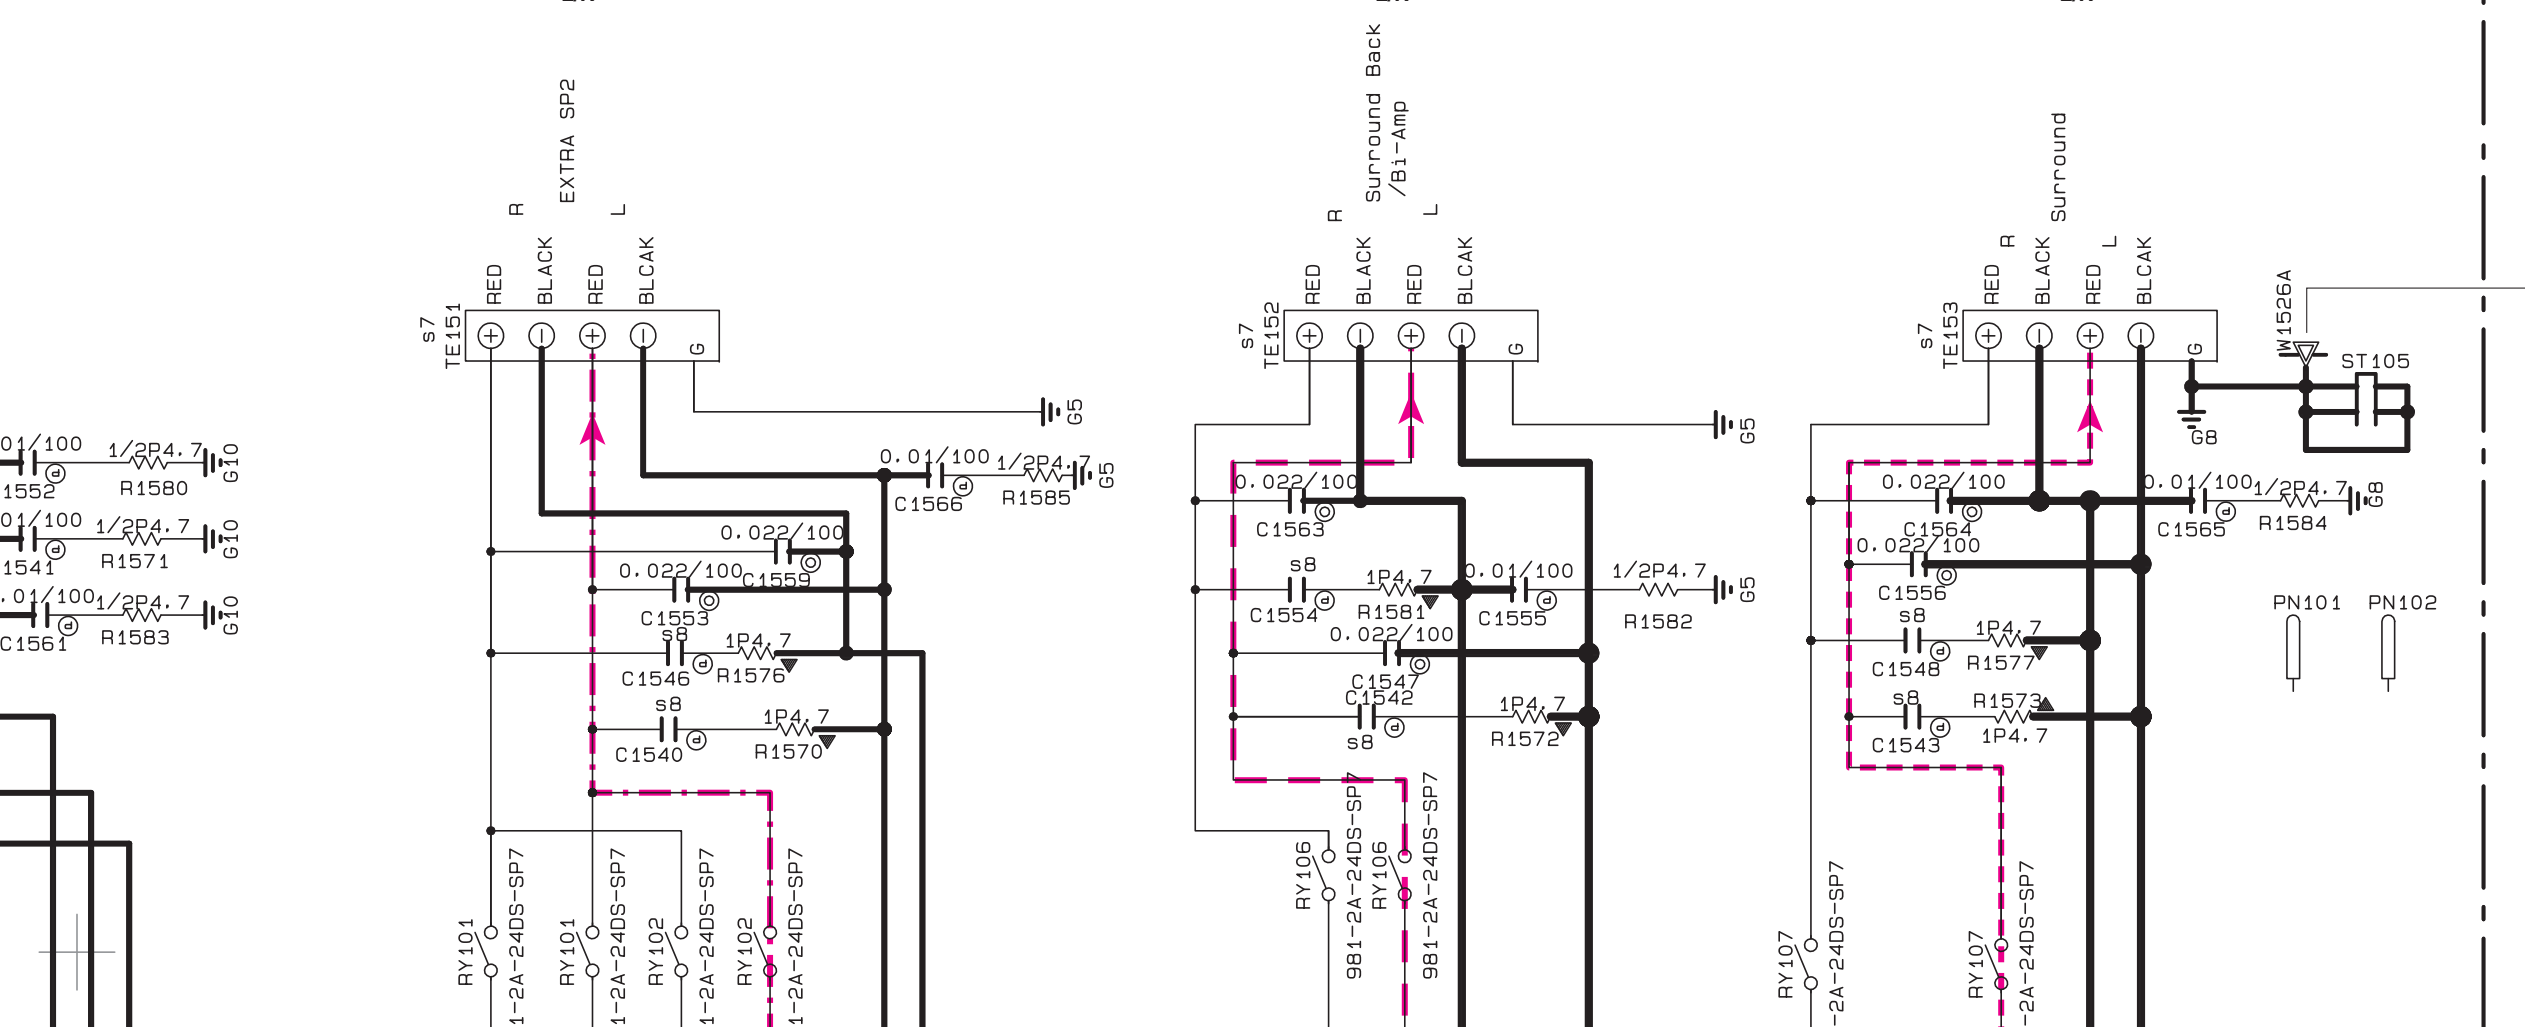 EXTRA SP2
R
L
RED
BLACK
RED
BLCAK
s7
TE151
G
G5
0.01/100
C1566
1/2P4.7
R1585
G5
0.022/100
C1559
0.022/100
C1553
s8
C1546
1P4.7
R1576
s8
C1540
1P4.7
R1570
RY101
1-2A-24DS-SP7
RY101
1-2A-24DS-SP7
RY102
1-2A-24DS-SP7
RY102
1-2A-24DS-SP7
01/100
1552
1/2P4.7
R1580
G10
01/100
1541
1/2P4.7
R1571
G10
.01/100
C1561
1/2P4.7
R1583
G10
Surround Back
/Bi-Amp
R
L
RED
BLACK
RED
BLCAK
s7
TE152
G
G5
0.022/100
C1563
s8
C1554
1P4.7
R1581
0.01/100
C1555
1/2P4.7
R1582
G5
0.022/100
C1547
C1542
s8
1P4.7
R1572
RY106
981-2A-24DS-SP7
RY106
981-2A-24DS-SP7
Surround
R
L
RED
BLACK
RED
BLCAK
s7
TE153
G
G8
W1526A
ST105
0.022/100
C1564
0.01/100
C1565
1/2P4.7
R1584
G8
0.022/100
C1556
s8
C1548
1P4.7
R1577
s8
C1543
R1573
1P4.7
PN101
PN102
RY107
-2A-24DS-SP7
RY107
-2A-24DS-SP7